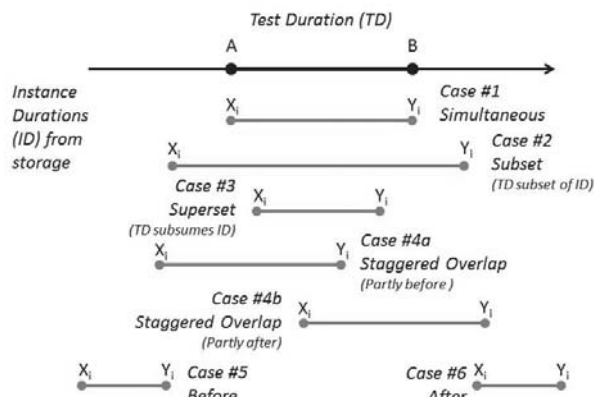 Test Duration (TD)
A B
Instance
Durations
(ID) from
storage
Xi Yi
Case #1
Simultaneous
Xi Yi
Case #2
Subset
(TD subset of ID)
Case #3
Superset
(TD subsumes ID)
Xi Yi
Xi Yi
Case #4a
Staggered Overlap
(Partly before )
Case #4b
Staggered Overlap
(Partly after)
Xi Yi
Xi Yi
Case #5
Before
Case #6
After
Xi Yi